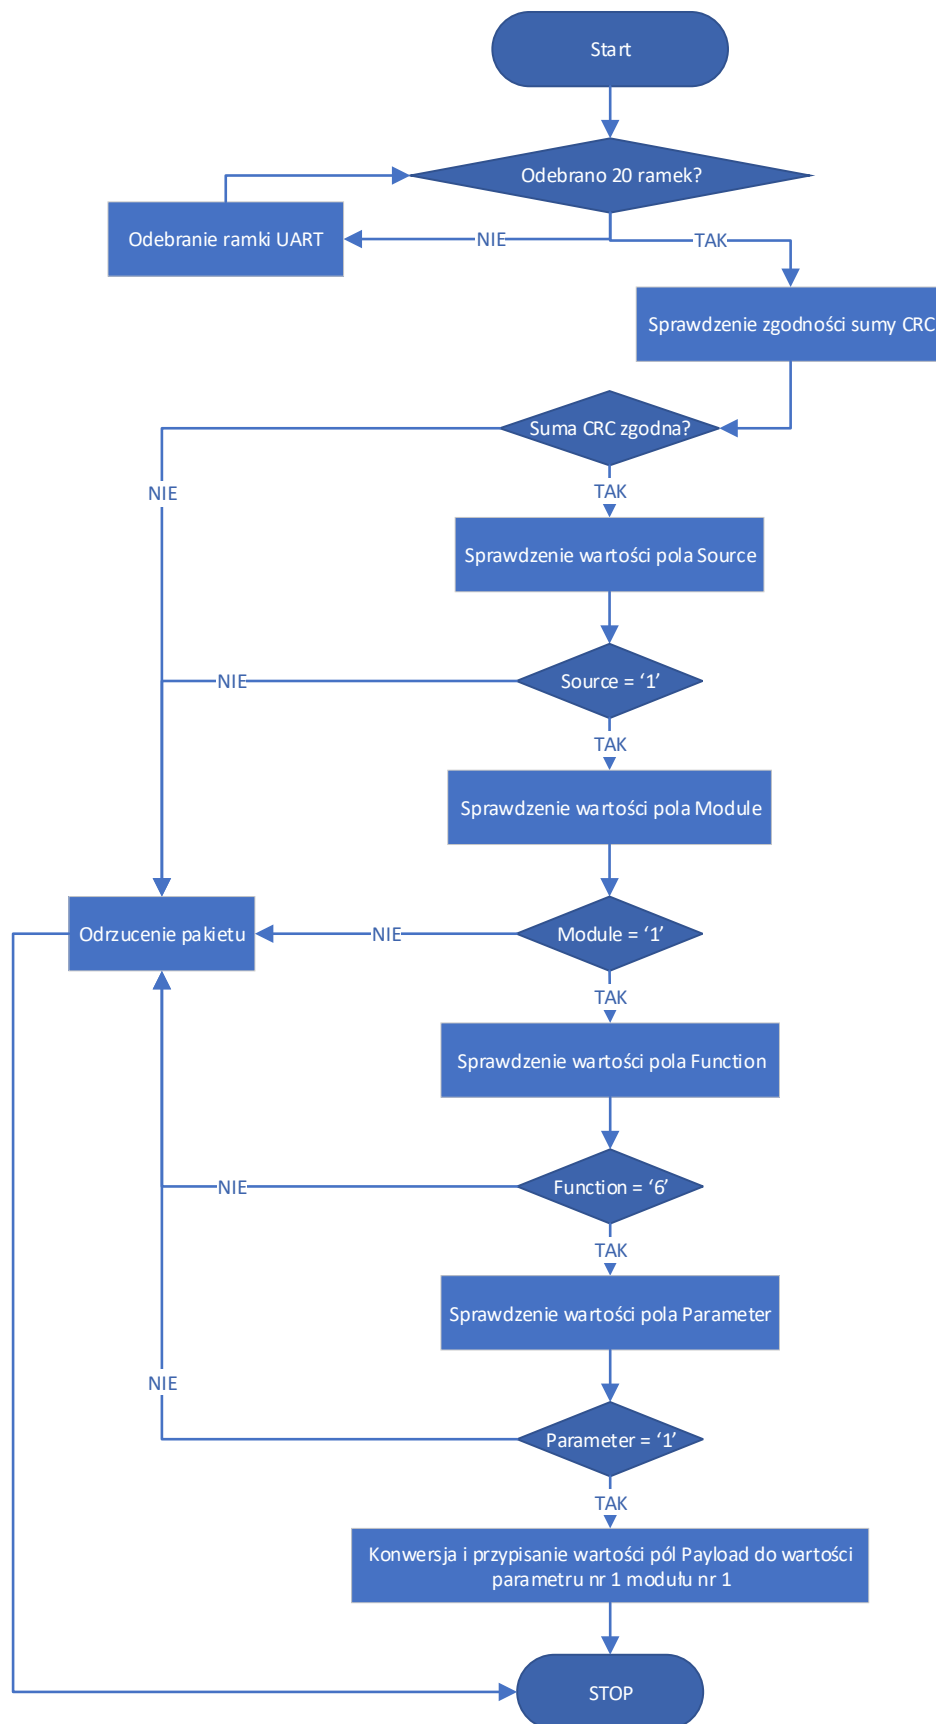 Start
Odebrano 20 ramek?
Odebranie ramki UART
NIE
TAK
Sprawdzenie zgodności sumy CRC
Suma CRC zgodna?
NIE
TAK
Sprawdzenie wartości pola Source
Source = ‘1’
NIE
TAK
Sprawdzenie wartości pola Module
Module = ‘1’
NIE
Odrzucenie pakietu
TAK
Sprawdzenie wartości pola Function
Function = ‘6’
NIE
TAK
Sprawdzenie wartości pola Parameter
NIE
Parameter = ‘1’
TAK
Konwersja i przypisanie wartości pól Payload do wartości
parametru nr 1 modułu nr 1
STOP